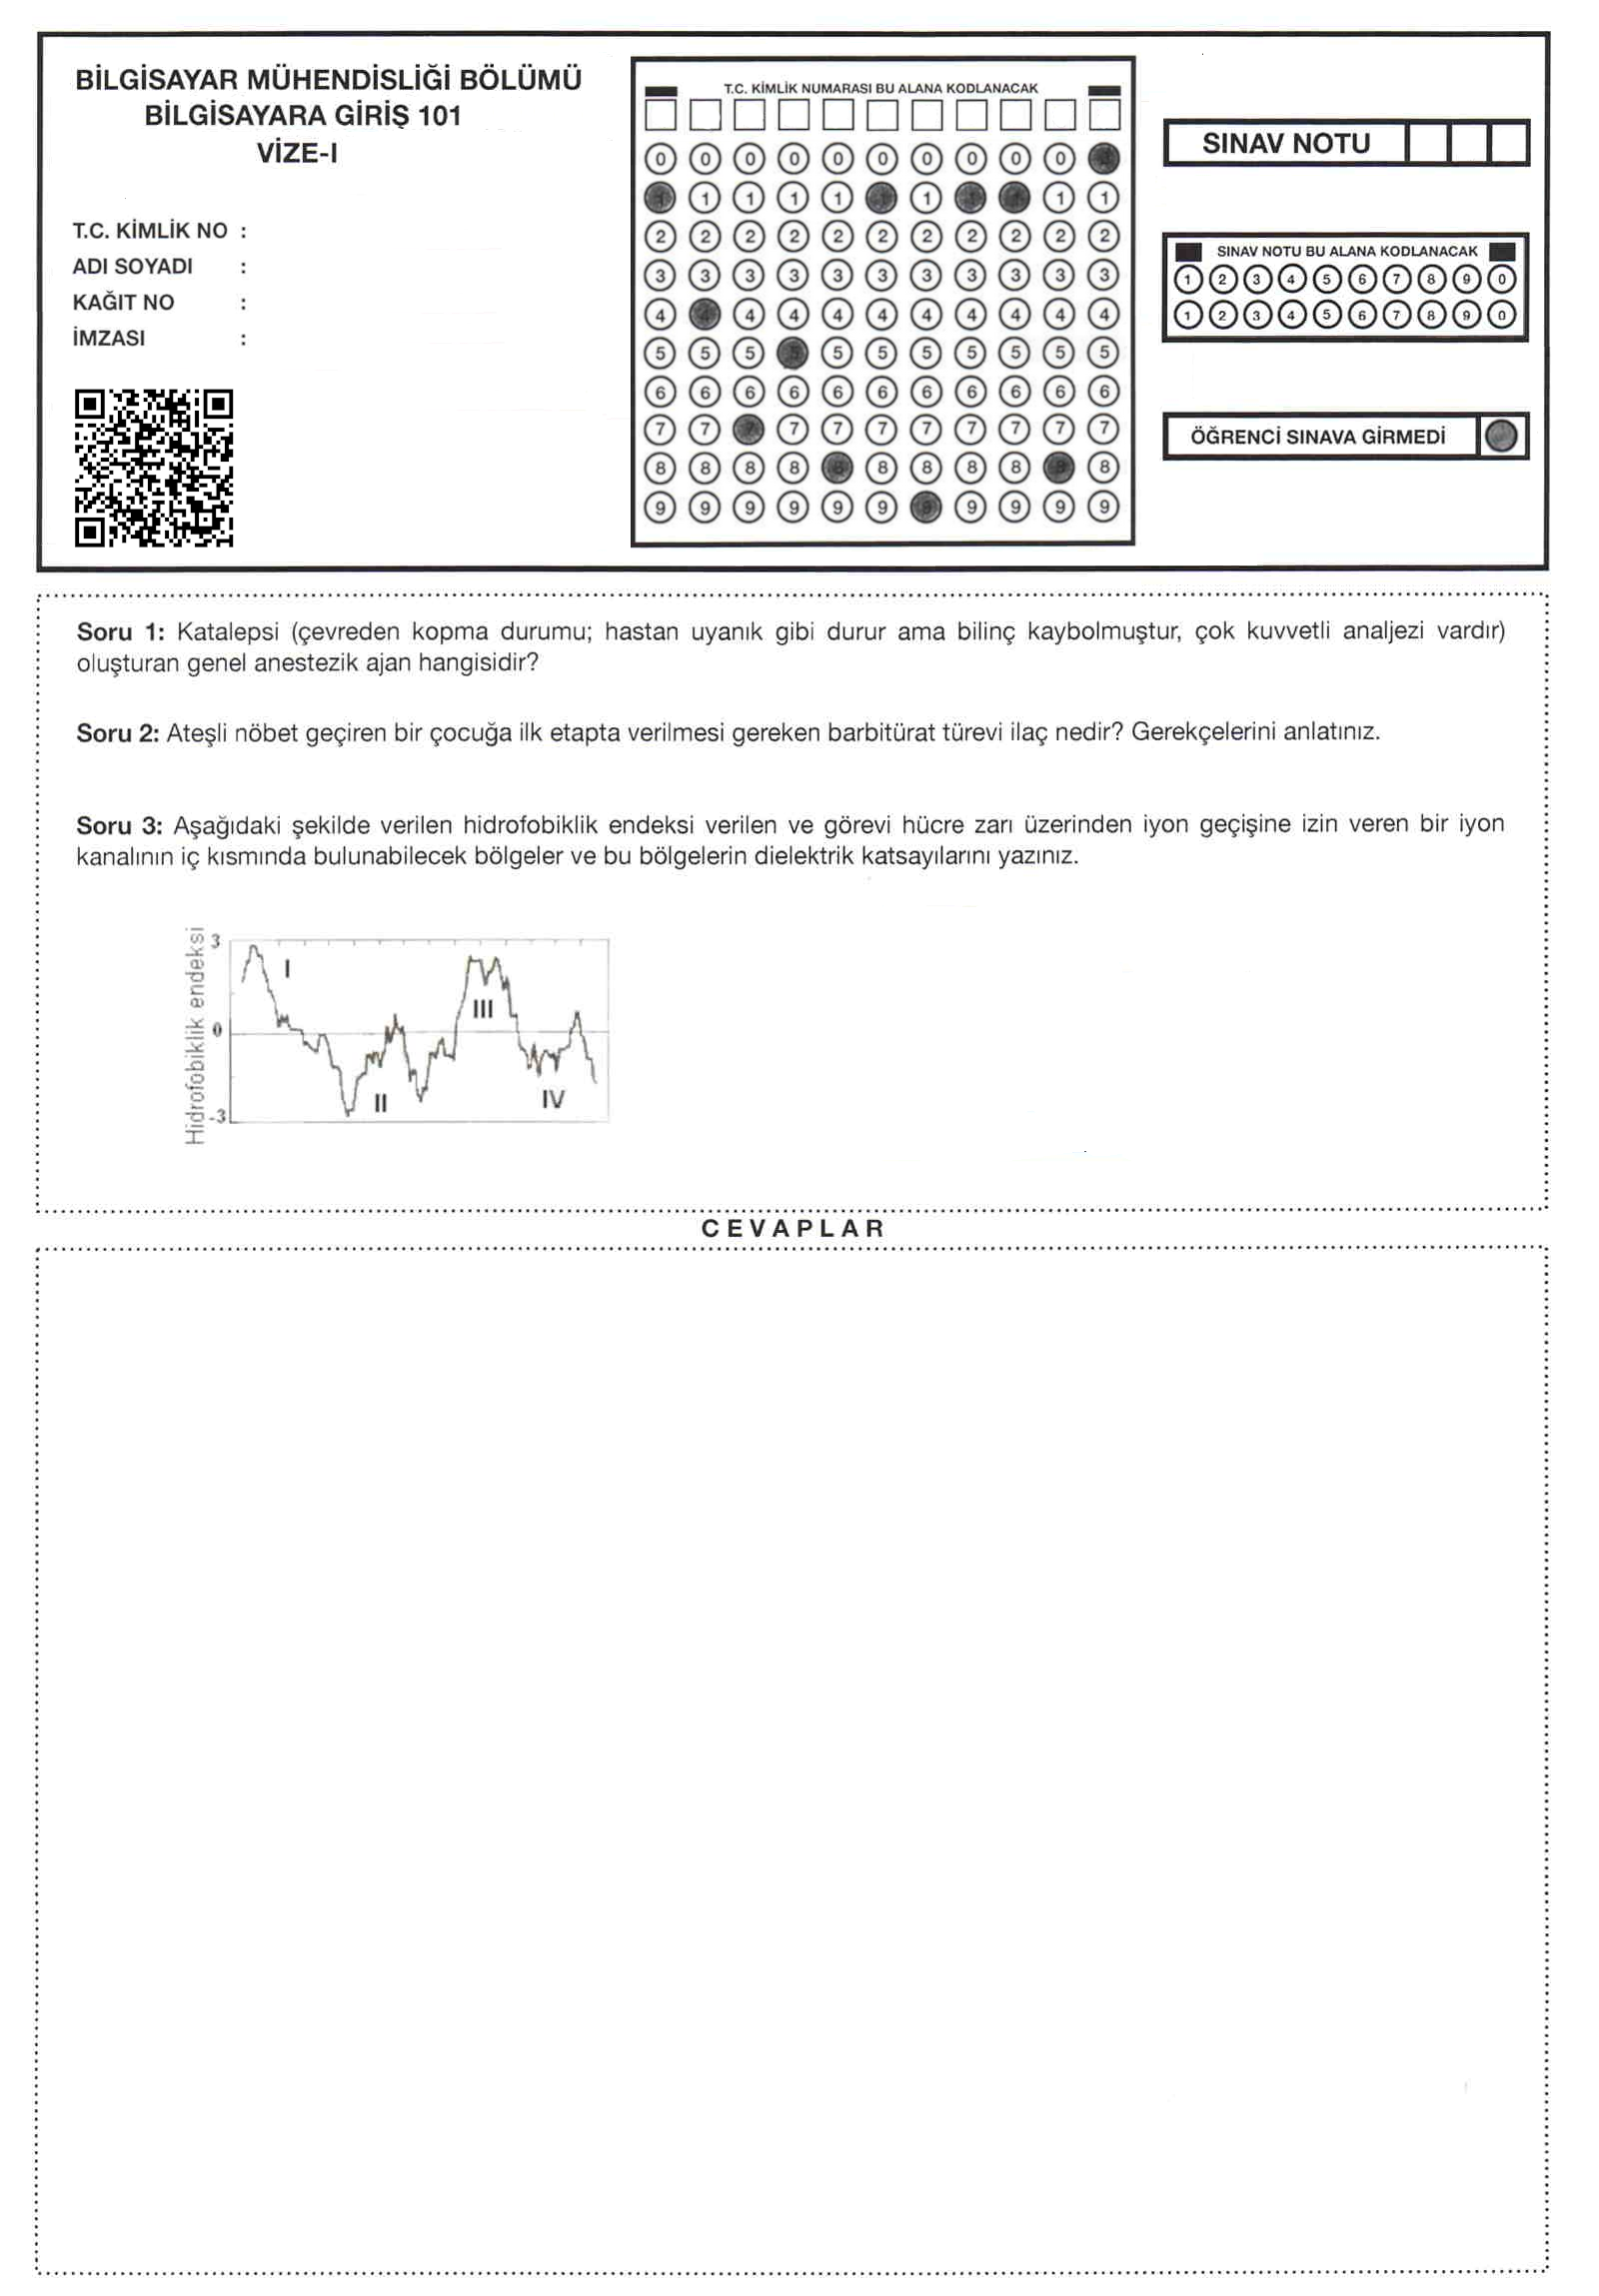 BİLGİSAYAR MÜHENDİSLİĞİ BÖLÜMÜ
BİLGİSAYARA GİRİŞ 101
VİZE-I
T.C. KİMLİK NO :
ADI SOYADI :
KAĞIT NO :
İMZASI :
T.C. KİMLİK NUMARASI BU ALANA KODLANACAK
0 0 0 0 0 0 0 0 0 0
1 1 1 1 1 1 1
2 2 2 2 2 2 2 2 2 2 2
3 3 3 3 3 3 3 3 3 3 3
4 4 4 4 4 4 4 4 4 4 4
5 5 5 5 5 5 5 5 5 5
6 6 6 6 6 6 6 6 6 6 6
7 7 7 7 7 7 7 7 7 7 7
8 8 8 8 8 8 8 8 8
9 9 9 9 9 9 9 9 9 9
SINAV NOTU
SINAV NOTU BU ALANA KODLANACAK
1 2 3 4 5 6 7 8 9 0
1 2 3 4 5 6 7 8 9 0
ÖĞRENCİ SINAVA GİRMEDİ
Soru 1: Katalepsi (çevreden kopma durumu; hastan uyanık gibi durur ama bilinç kaybolmuştur, çok kuvvetli analjezi vardır)
oluşturan genel anestezik ajan hangisidir?
Soru 2: Ateşli nöbet geçiren bir çocuğa ilk etapta verilmesi gereken barbitürat türevi ilaç nedir? Gerekçelerini anlatınız.
Soru 3: Aşağıdaki şekilde verilen hidrofobiklik endeksi verilen ve görevi hücre zarı üzerinden iyon geçişine izin veren bir iyon
kanalının iç kısmında bulunabilecek bölgeler ve bu bölgelerin dielektrik katsayılarını yazınız.
Hidrofobiklik endeksi
3
0
-3
I
II
III
IV
CEVAPLAR